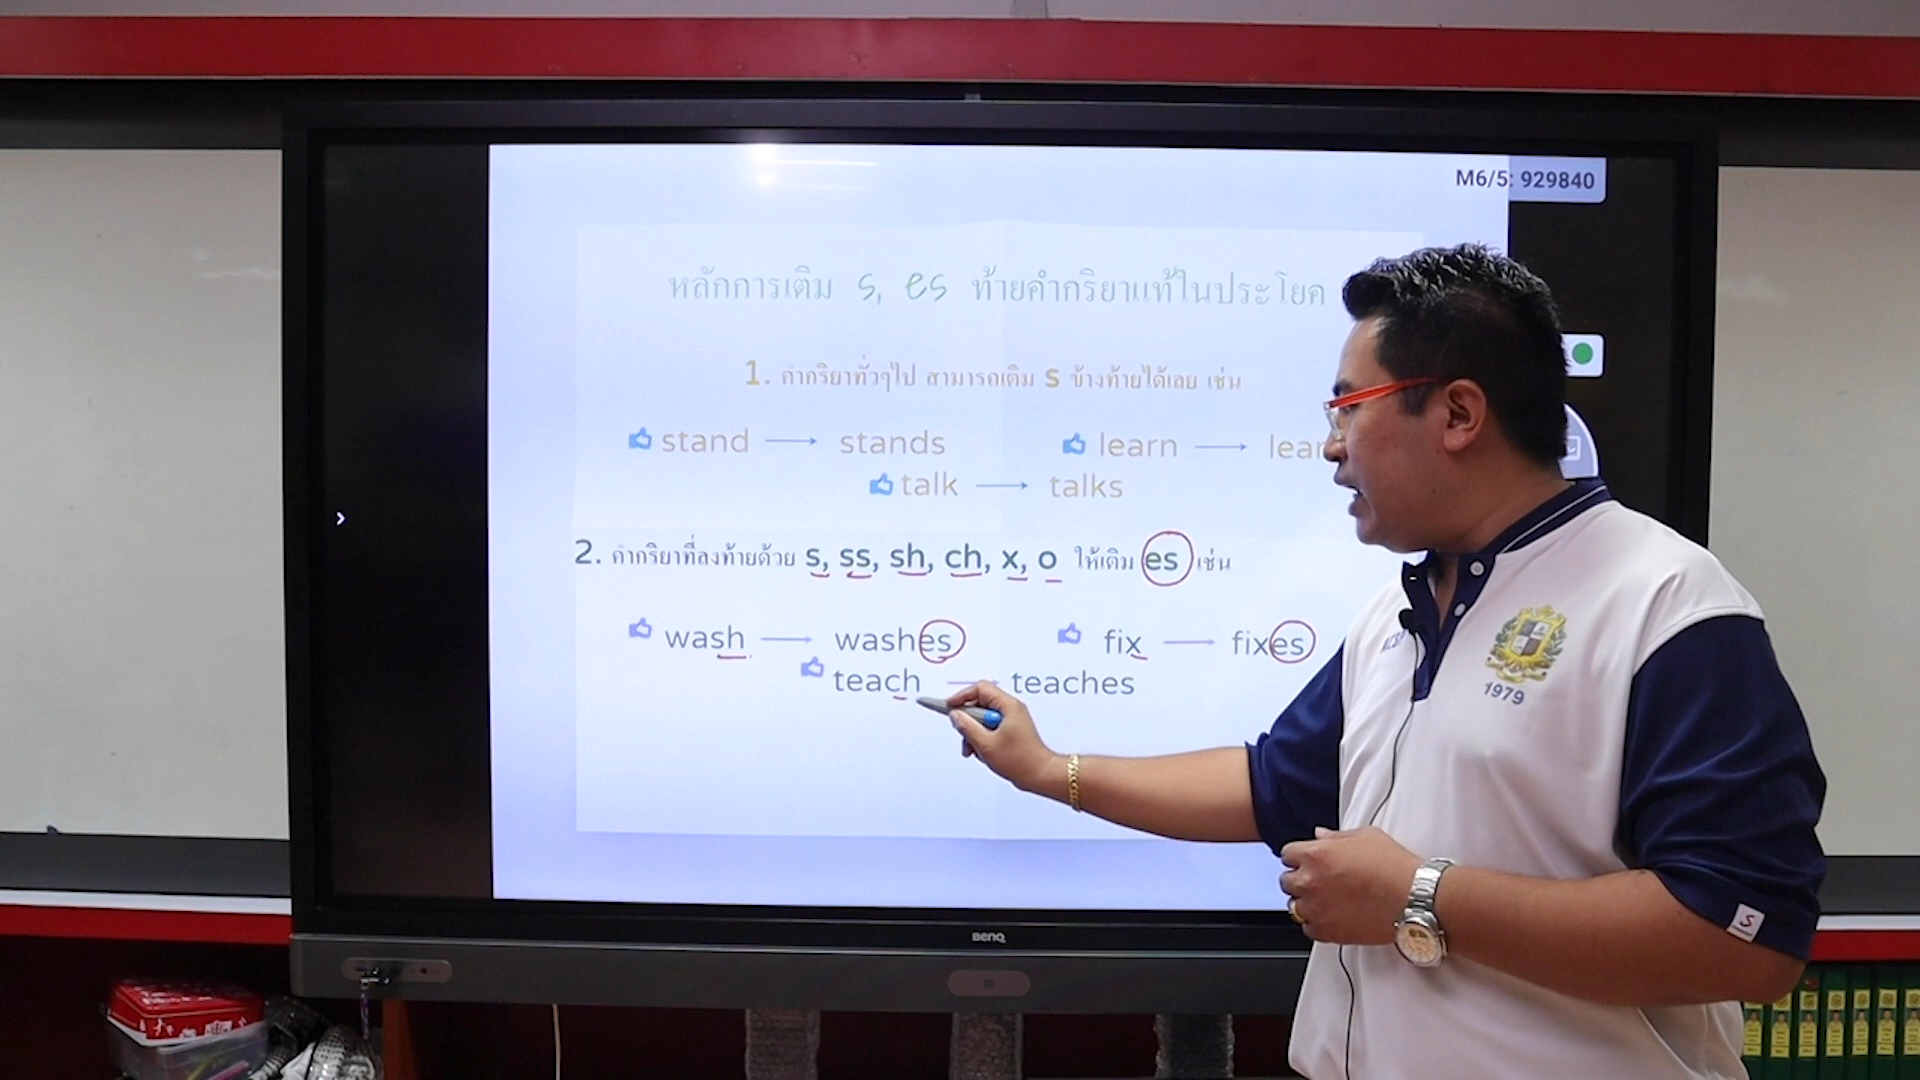 M6/5: 929840
หลักการเติม s, es ท้ายคำกริยาแท้ในประโยค
1. คำกริยาทั่วๆไป สามารถเติม s ข้างท้ายได้เลย เช่น
stand → stands learn →
talk → talks
2. คำกริยาที่ลงท้ายด้วย s, ss, sh, ch, x, o ให้เติม es เช่น
wash → washes fix → fixes
teach → teaches
1979
S
BenQ